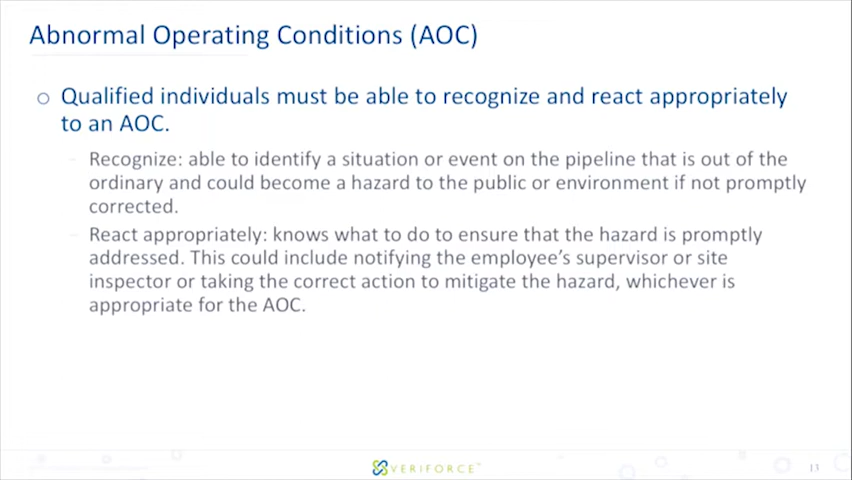 Abnormal Operating Conditions (AOC)
Qualified individuals must be able to recognize and react appropriately
to an AOC.
Recognize: able to identify a situation or event on the pipeline that is out of the
ordinary and could become a hazard to the public or environment if not promptly
corrected.
React appropriately: knows what to do to ensure that the hazard is promptly
addressed. This could include notifying the employee's supervisor or site
inspector or taking the correct action to mitigate the hazard, whichever is
appropriate for the AOC.
VERIFORCE™
13